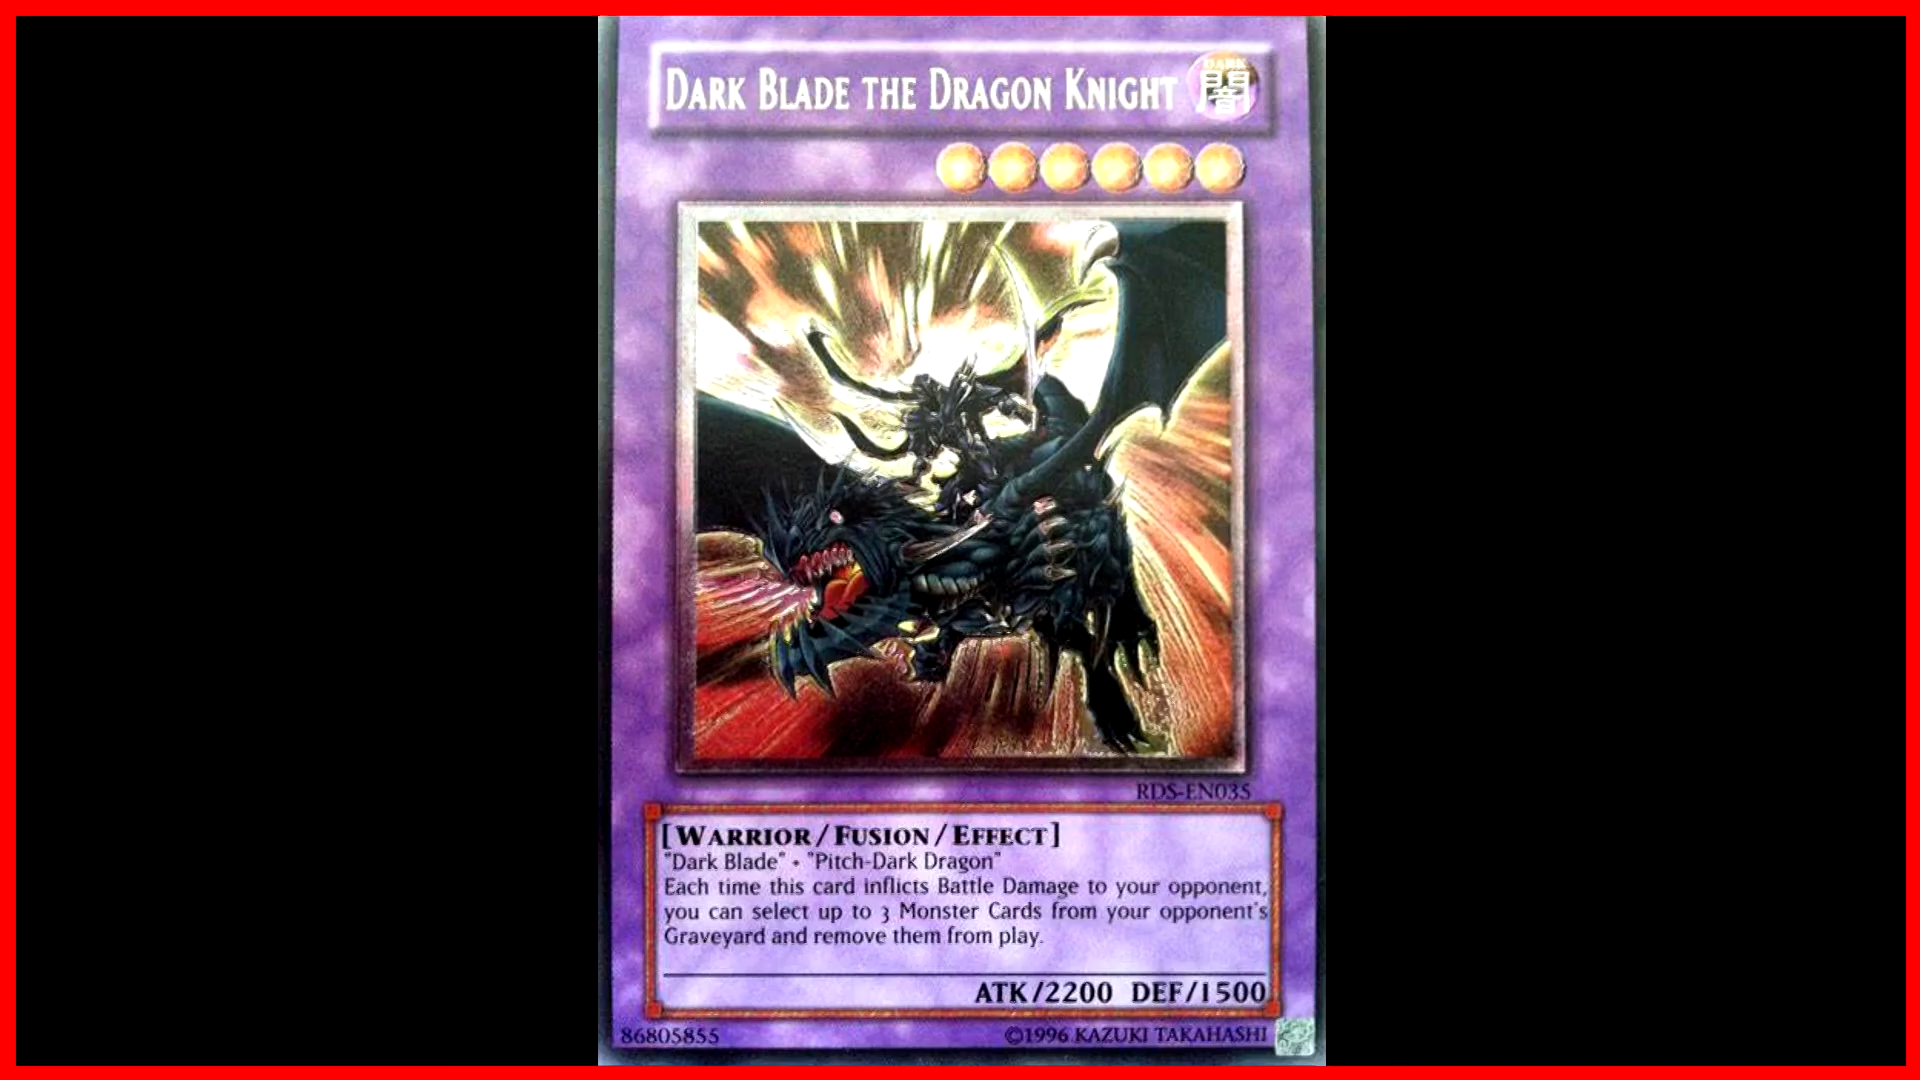 DARK BLADE THE DRAGON KNIGHT
DARK
闇
RDS-EN035
[WARRIOR/FUSION/EFFECT]
"Dark Blade" + "Pitch-Dark Dragon"
Each time this card inflicts Battle Damage to your opponent,
you can select up to 3 Monster Cards from your opponent's
Graveyard and remove them from play.
ATK/2200 DEF/1500
86805855
©1996 KAZUKI TAKAHASHI